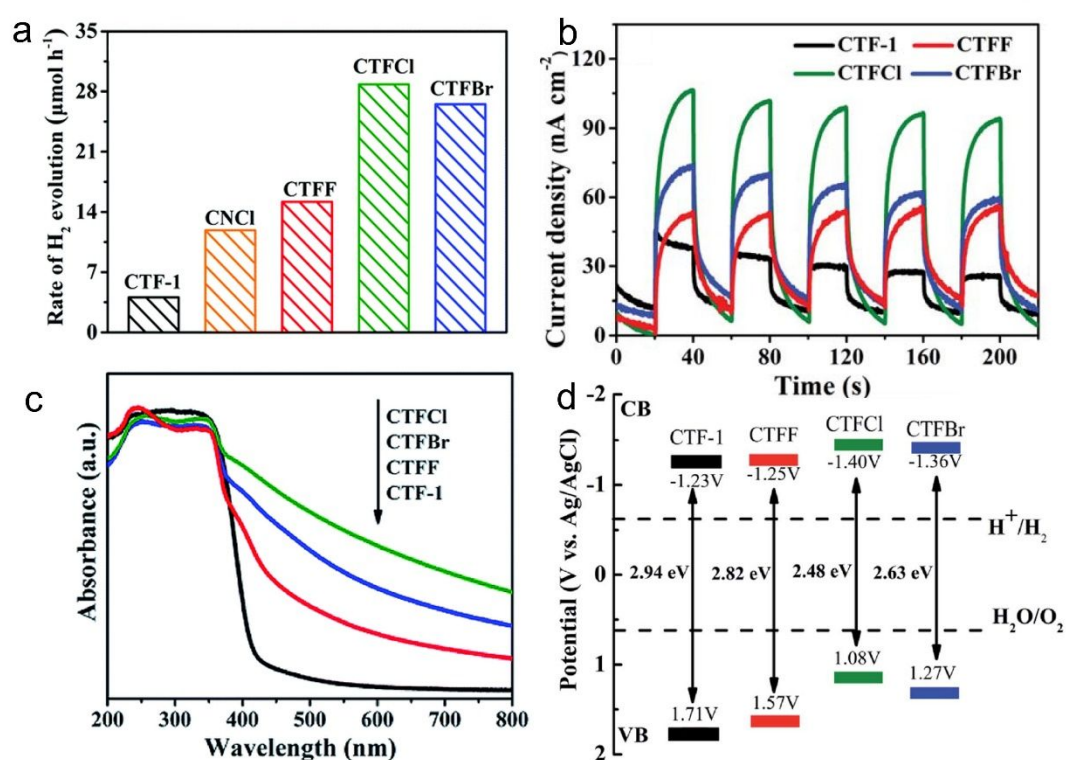 a
Rate of H₂ evolution (μmol h⁻¹)
35
28
21
14
7
0
CTF-1
CNCl
CTFF
CTFCl
CTFBr
b
Current density (nA cm⁻²)
120
90
60
30
0
CTF-1 CTFF
CTFCl CTFBr
0 40 80 120 160 200
Time (s)
c
Absorbance (a.u.)
CTFCl
CTFBr
CTFF
CTF-1
200 300 400 500 600 700 800
Wavelength (nm)
d
Potential (V vs. Ag/AgCl)
-2
-1
0
1
2
CB
CTF-1 CTFF CTFCl CTFBr
-1.23V -1.25V -1.40V -1.36V
H⁺/H₂
2.94 eV 2.82 eV 2.48 eV 2.63 eV
H₂O/O₂
1.71V 1.57V 1.08V 1.27V
VB